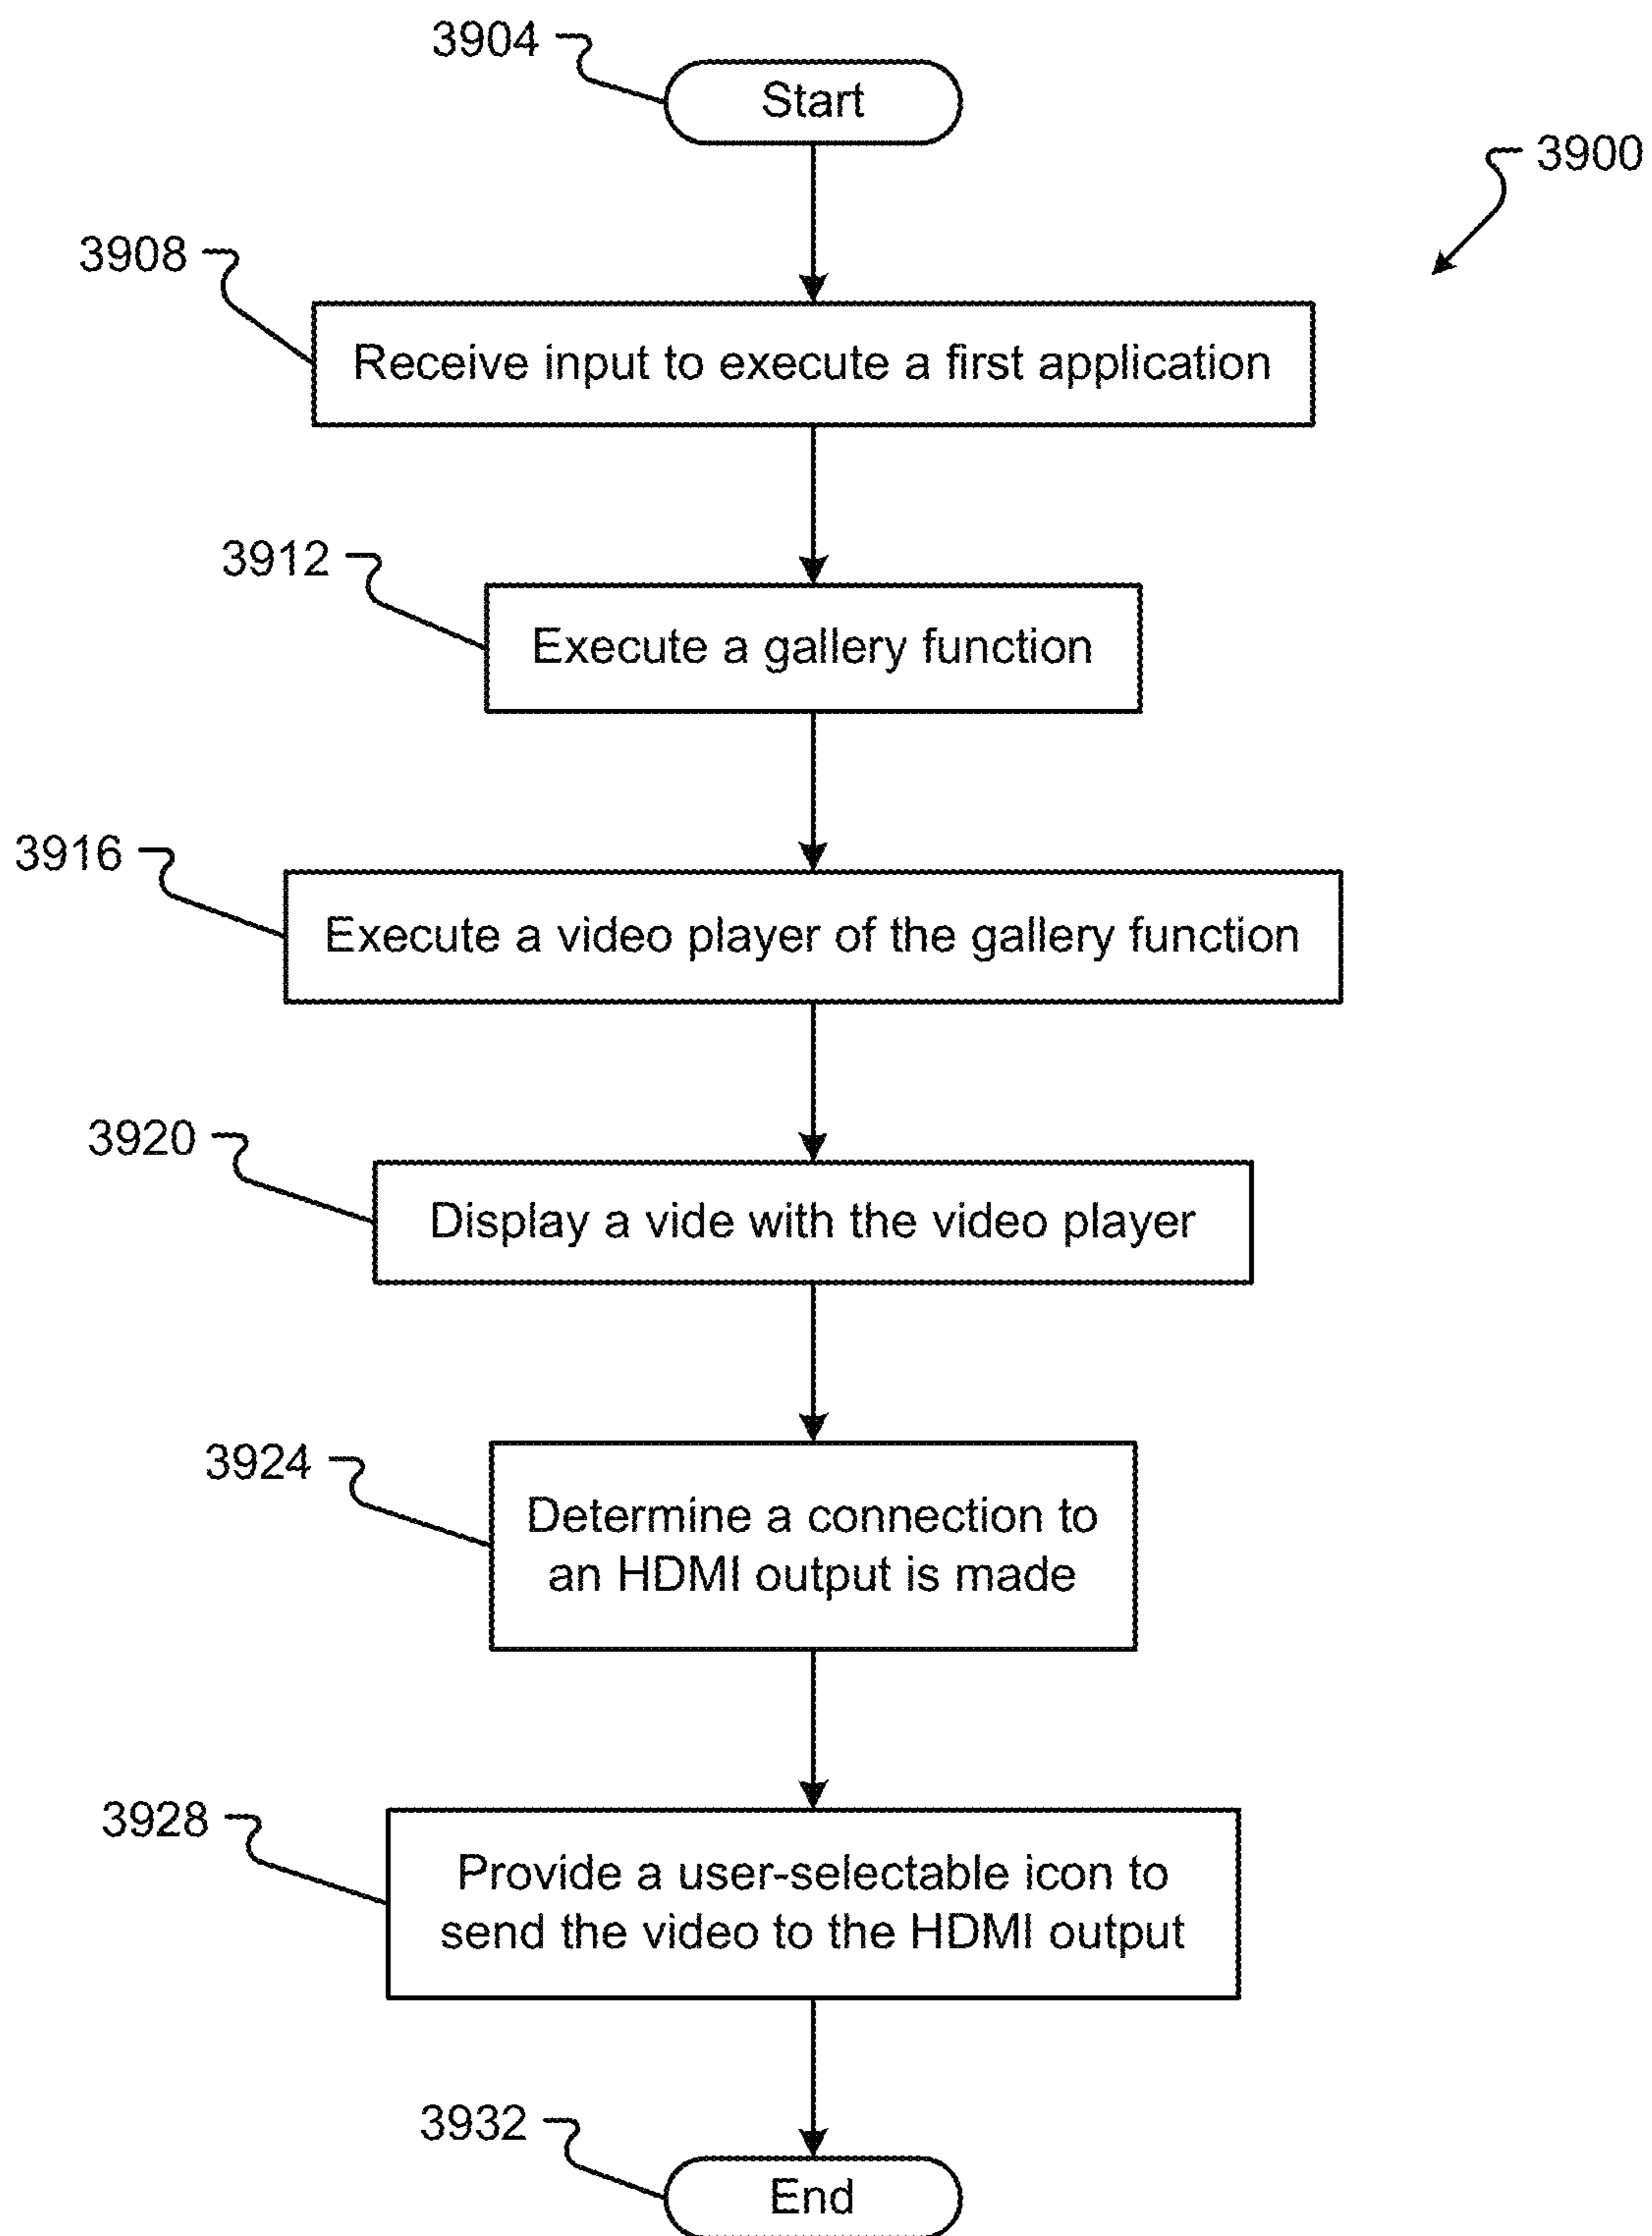 3904
Start
3900
3908
Receive input to execute a first application
3912
Execute a gallery function
3916
Execute a video player of the gallery function
3920
Display a vide with the video player
3924
Determine a connection to
an HDMI output is made
3928
Provide a user-selectable icon to
send the video to the HDMI output
3932
End